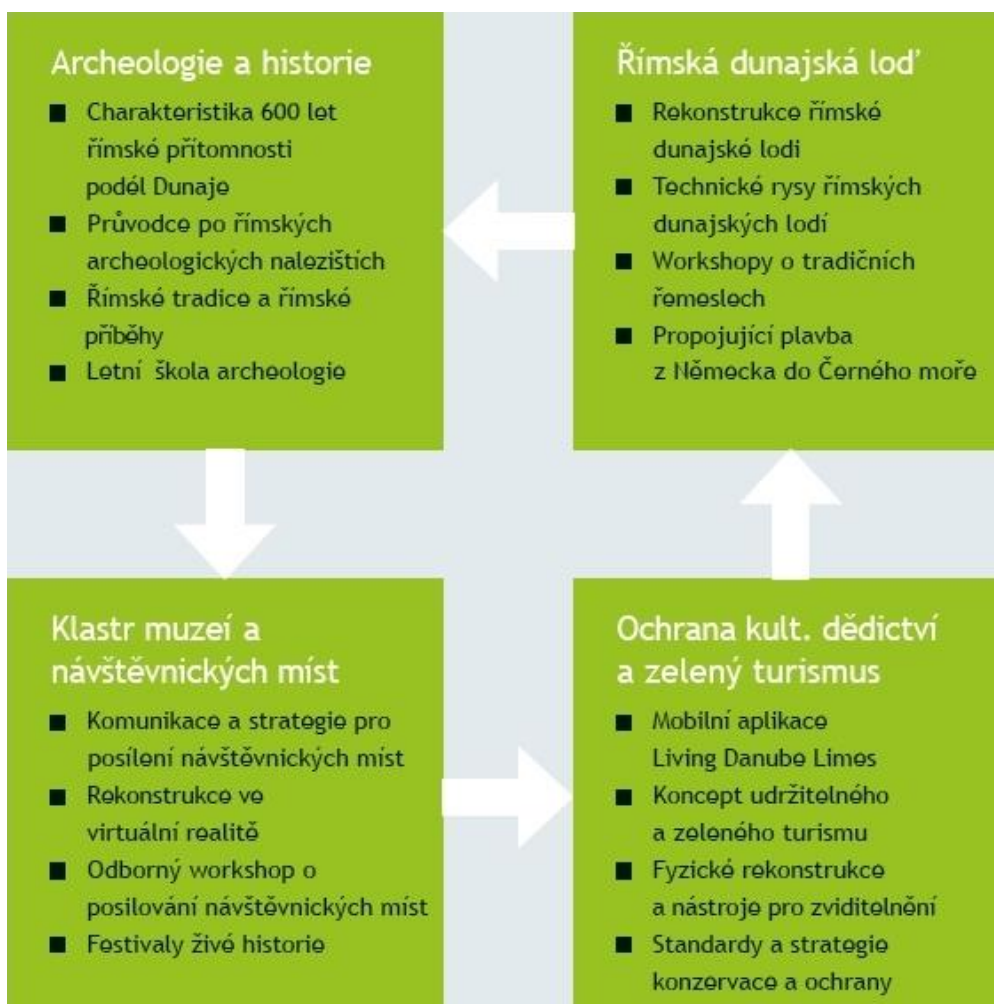 Archeologie a historie
■ Charakteristika 600 let
římské přítomnosti
podél Dunaje
■ Průvodce po římských
archeologických nalezištích
■ Římské tradice a římské
příběhy
■ Letní škola archeologie
Římská dunajská loď
■ Rekonstrukce římské
dunajské lodi
■ Technické rysy římských
dunajských lodí
■ Workshopy o tradičních
řemeslech
■ Propojující plavba
z Německa do Černého moře
Klastr muzeí a
návštěvnických míst
■ Komunikace a strategie pro
posílení návštěvnických míst
■ Rekonstrukce ve
virtuální realitě
■ Odborný workshop o
posilování návštěvnických míst
■ Festivaly živé historie
Ochrana kult. dědictví
a zelený turismus
■ Mobilní aplikace
Living Danube Limes
■ Koncept udržitelného
a zeleného turismu
■ Fyzické rekonstrukce
a nástroje pro zviditelnění
■ Standardy a strategie
konzervace a ochrany